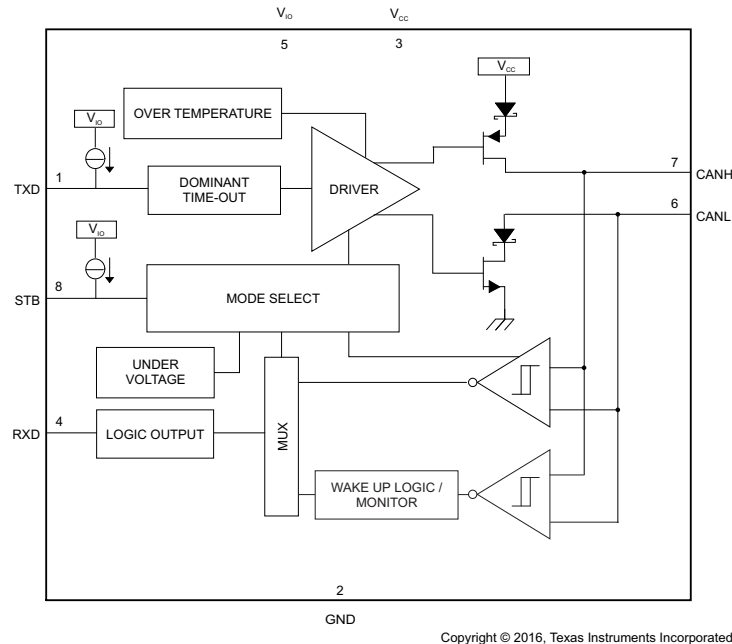 VIO VCC
5 3
VCC
OVER TEMPERATURE
VIO
1 7
TXD DOMINANT TIME-OUT DRIVER CANH
6
CANL
VIO
8
STB MODE SELECT
UNDER VOLTAGE
4
RXD LOGIC OUTPUT MUX
WAKE UP LOGIC / MONITOR
2
GND
Copyright © 2016, Texas Instruments Incorporated